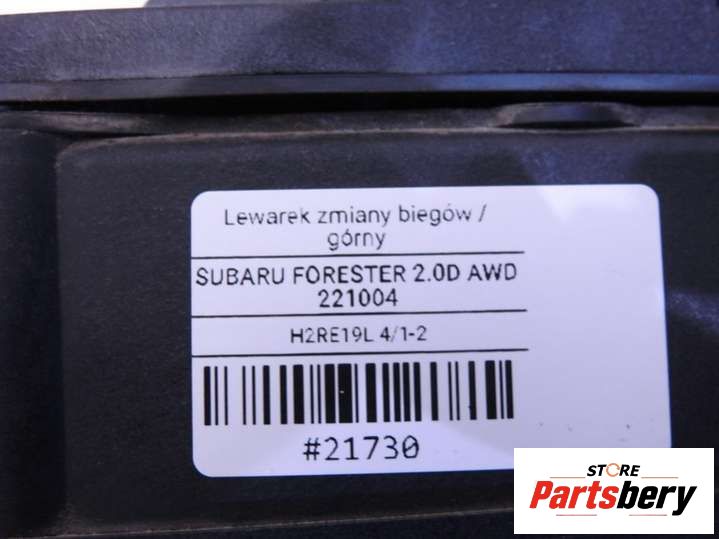 Lewarek zmiany biegów /
górny
SUBARU FORESTER 2.0D AWD
221004
H2RE19L 4/1-2
#21730
STORE
Partsbery